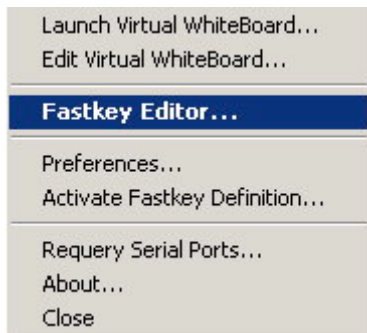 Launch Virtual WhiteBoard...
Edit Virtual WhiteBoard...
Fastkey Editor...
Preferences...
Activate Fastkey Definition...
Requery Serial Ports...
About...
Close